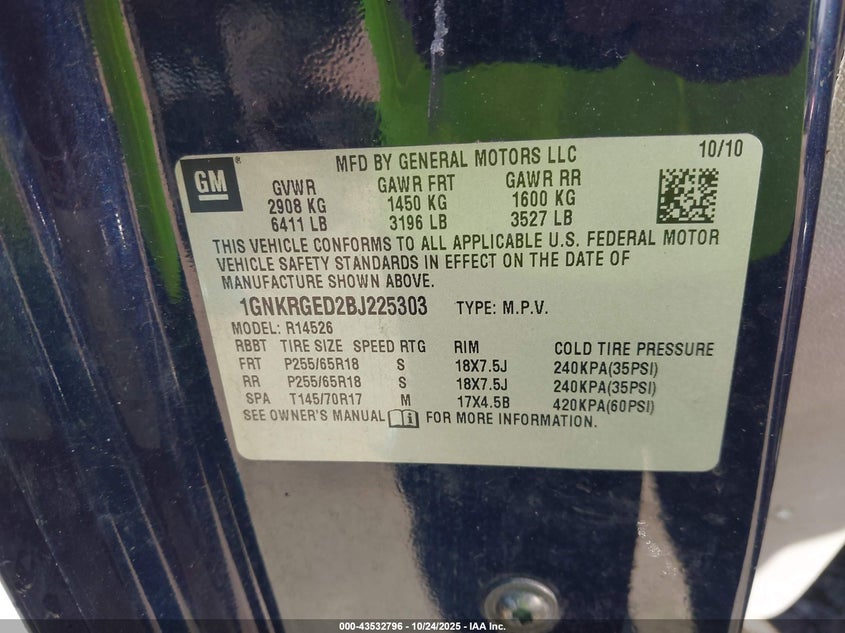 GM
®
MFD BY GENERAL MOTORS LLC 10/10
GVWR GAWR FRT GAWR RR
2908 KG 1450 KG 1600 KG
6411 LB 3196 LB 3527 LB
THIS VEHICLE CONFORMS TO ALL APPLICABLE U.S. FEDERAL MOTOR
VEHICLE SAFETY STANDARDS IN EFFECT ON THE DATE OF
MANUFACTURE SHOWN ABOVE.
1GNKRGED2BJ225303 TYPE: M.P.V.
MODEL: R14526
RBBT TIRE SIZE SPEED RTG RIM COLD TIRE PRESSURE
FRT P255/65R18 S 18X7.5J 240KPA(35PSI)
RR P255/65R18 S 18X7.5J 240KPA(35PSI)
SPA T145/70R17 M 17X4.5B 420KPA(60PSI)
SEE OWNER'S MANUAL FOR MORE INFORMATION.
000-43532796 - 10/24/2025 - IAA Inc.